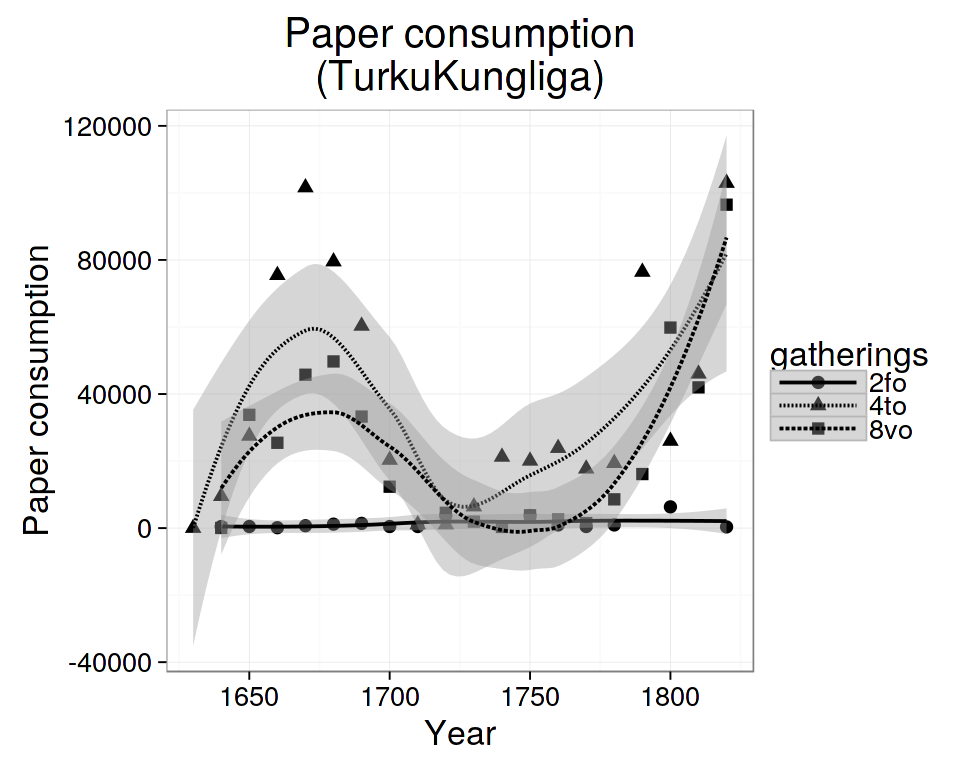 Paper consumption
(TurkuKungliga)
Paper consumption
120000
80000
40000
0
-40000
1650
1700
1750
1800
Year
gatherings
2fo
4to
8vo